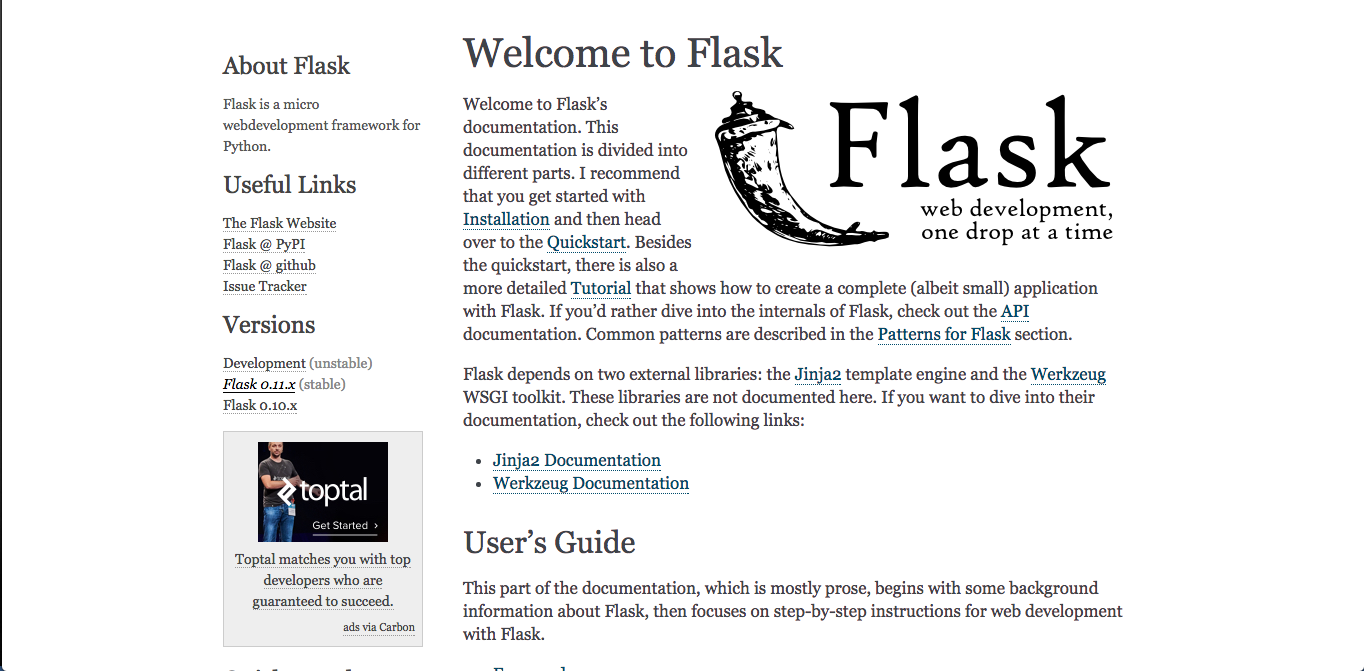 About Flask
Flask is a micro
webdevelopment framework for
Python.
Useful Links
The Flask Website
Flask @ PyPI
Flask @ github
Issue Tracker
Versions
Development (unstable)
Flask 0.11.x (stable)
Flask 0.10.x
toptal
Get Started ›
Toptal matches you with top
developers who are
guaranteed to succeed.
ads via Carbon
Welcome to Flask
Welcome to Flask’s
documentation. This
documentation is divided into
different parts. I recommend
that you get started with
Installation and then head
over to the Quickstart. Besides
the quickstart, there is also a
more detailed Tutorial that shows how to create a complete (albeit small) application
with Flask. If you’d rather dive into the internals of Flask, check out the API
documentation. Common patterns are described in the Patterns for Flask section.
Flask
web development,
one drop at a time
Flask depends on two external libraries: the Jinja2 template engine and the Werkzeug
WSGI toolkit. These libraries are not documented here. If you want to dive into their
documentation, check out the following links:
• Jinja2 Documentation
• Werkzeug Documentation
User’s Guide
This part of the documentation, which is mostly prose, begins with some background
information about Flask, then focuses on step-by-step instructions for web development
with Flask.